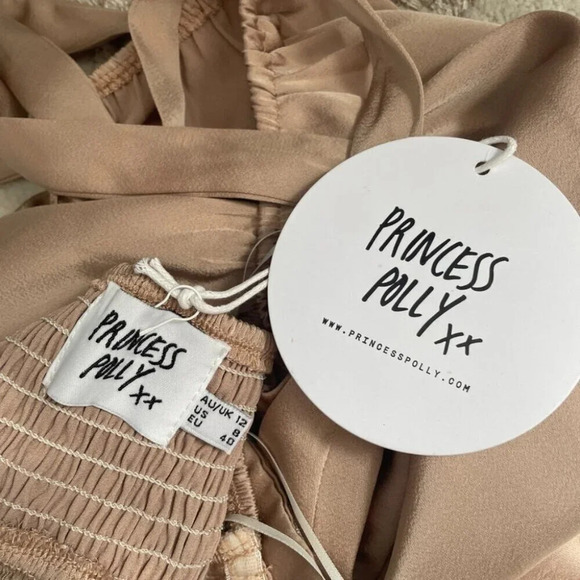 PRINCESS
POLLY xx
WWW.PRINCESSPOLLY.COM
PRINCESS
POLLY
xx
AU/UK 12
US 8
EU 40